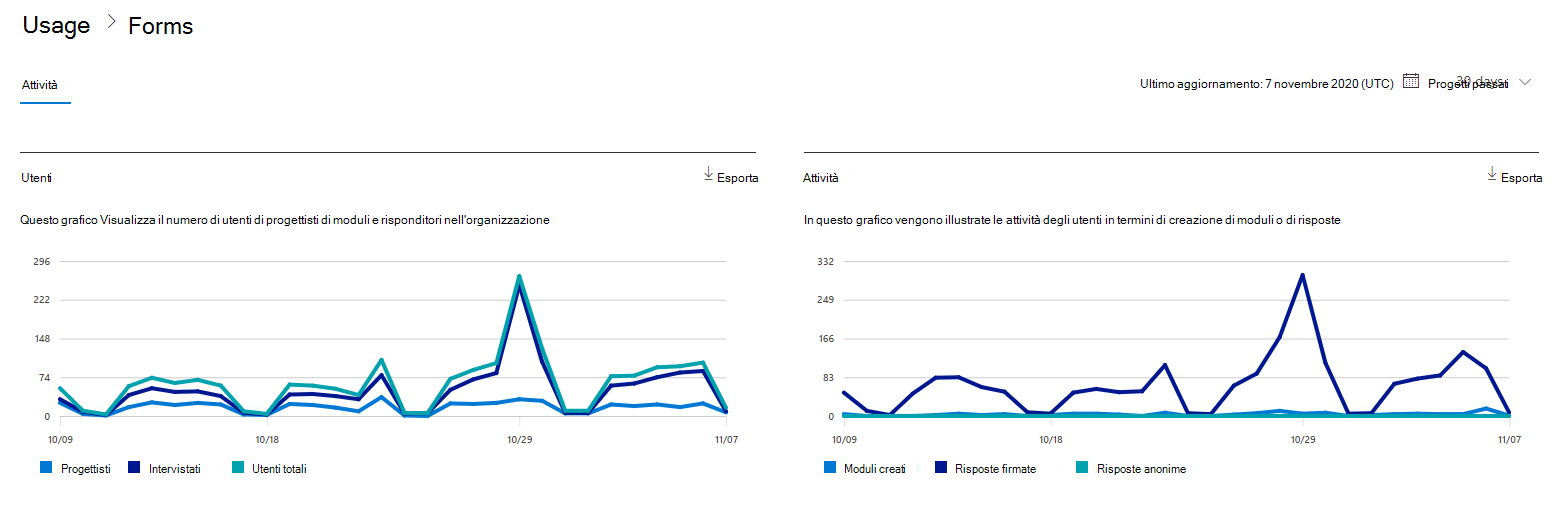 Usage > Forms
Attività
Ultimo aggiornamento: 7 novembre 2020 (UTC) Progetti passati 30 days
Utenti
Esporta
Questo grafico Visualizza il numero di utenti di progettisti di moduli e risponditori nell'organizzazione
296
222
148
74
0
10/09 10/18 10/29 11/07
Progettisti Intervistati Utenti totali
Attività
Esporta
In questo grafico vengono illustrate le attività degli utenti in termini di creazione di moduli o di risposte
332
249
166
83
0
10/09 10/18 10/29 11/07
Moduli creati Risposte firmate Risposte anonime